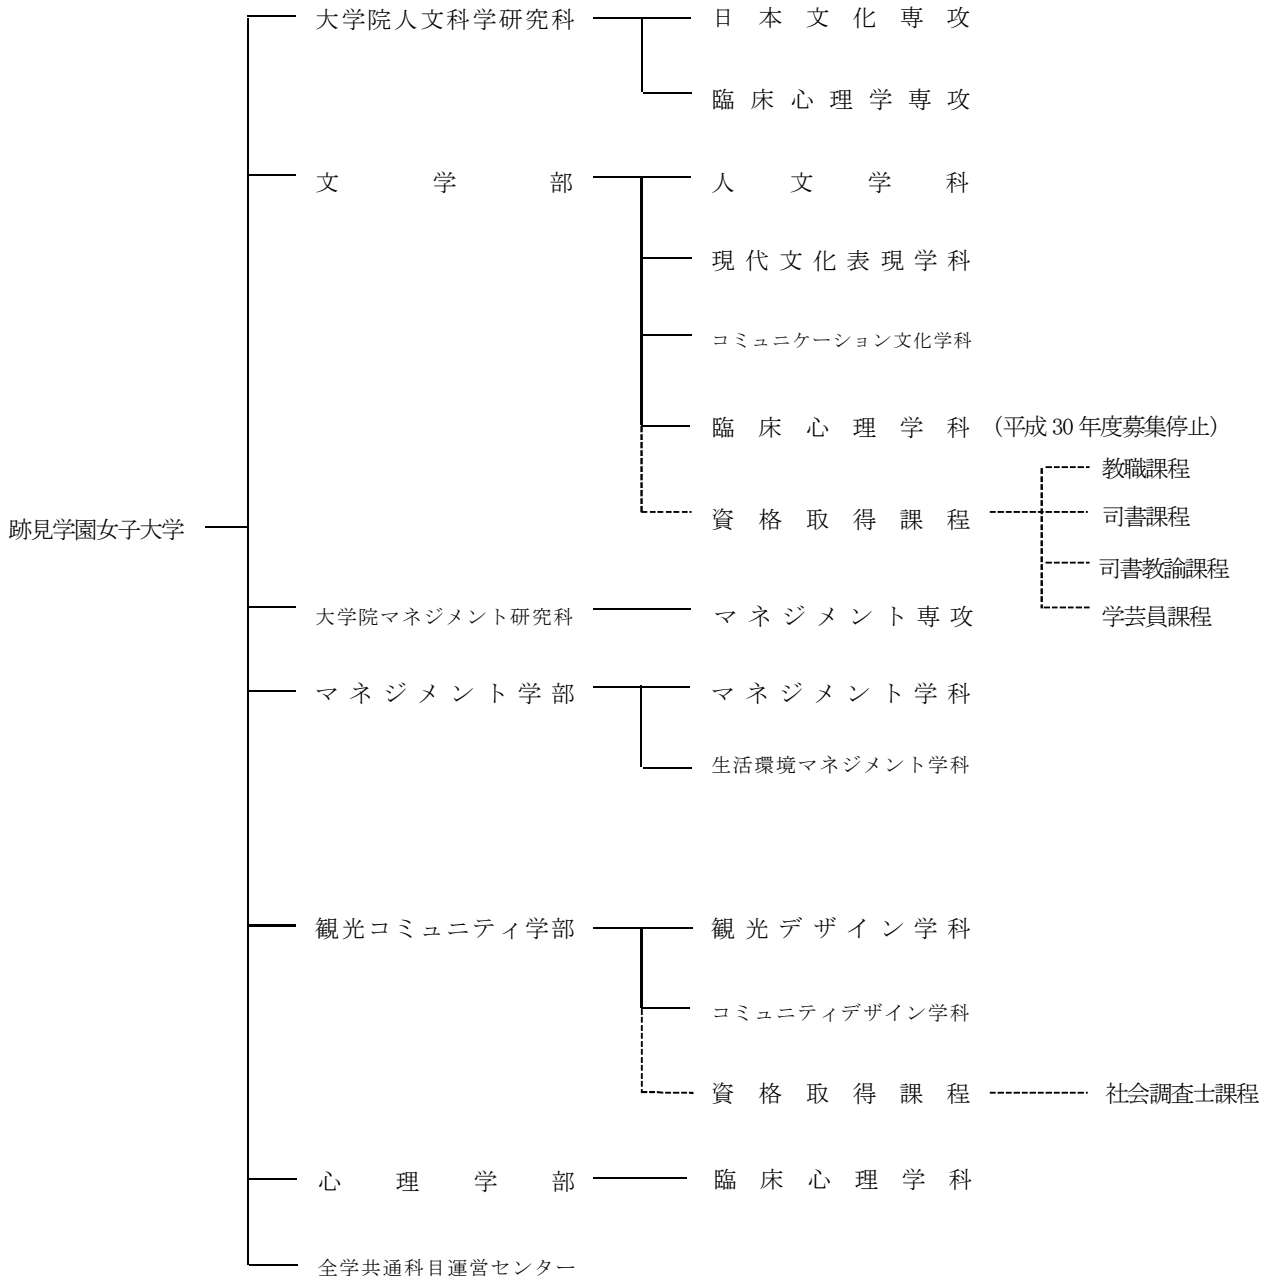 大学院人文科学研究科
日本文化専攻
臨床心理学専攻
文学部
人文学科
現代文化表現学科
コミュニケーション文化学科
臨床心理学科 (平成 30 年度募集停止)
教職課程
資格取得課程
司書課程
跡見学園女子大学
司書教諭課程
学芸員課程
大学院マネジメント研究科
マネジメント専攻
マネジメント学部
マネジメント学科
生活環境マネジメント学科
観光コミュニティ学部
観光デザイン学科
コミュニティデザイン学科
資格取得課程
社会調査士課程
心理学部
臨床心理学科
全学共通科目運営センター